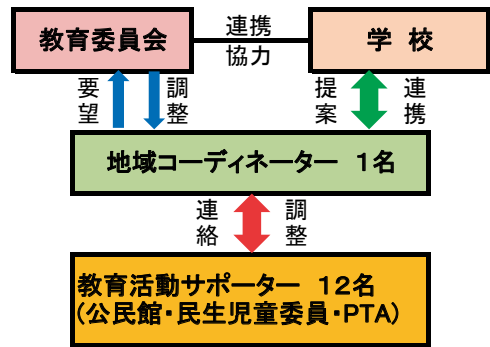 教育委員会
連携
協力
学 校
要望
調整
提案
連携
地域コーディネーター 1名
連絡
調整
教育活動サポーター 12名
(公民館・民生児童委員・PTA)